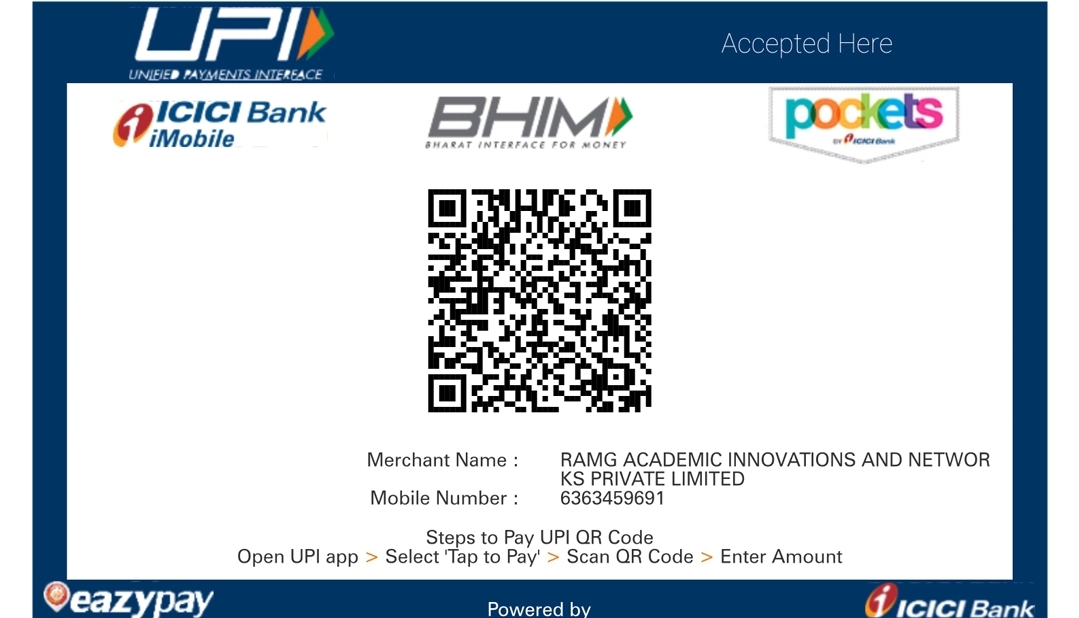 UPI
UNIFIED PAYMENTS INTERFACE
Accepted Here
ICICI Bank
iMobile
BHIM
BHARAT INTERFACE FOR MONEY
pockets
BY ICICI Bank
Merchant Name : RAMG ACADEMIC INNOVATIONS AND NETWOR
KS PRIVATE LIMITED
Mobile Number : 6363459691
Steps to Pay UPI QR Code
Open UPI app > Select 'Tap to Pay' > Scan QR Code > Enter Amount
eazypay
Powered by
ICICI Bank